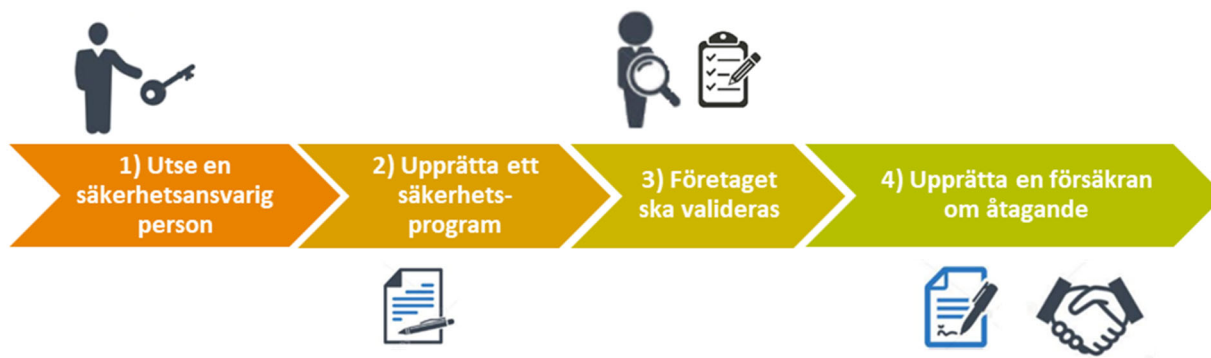 1) Utse en
säkerhetsansvarig
person
2) Upprätta ett
säkerhets-
program
3) Företaget
ska valideras
4) Upprätta en försäkran
om åtagande